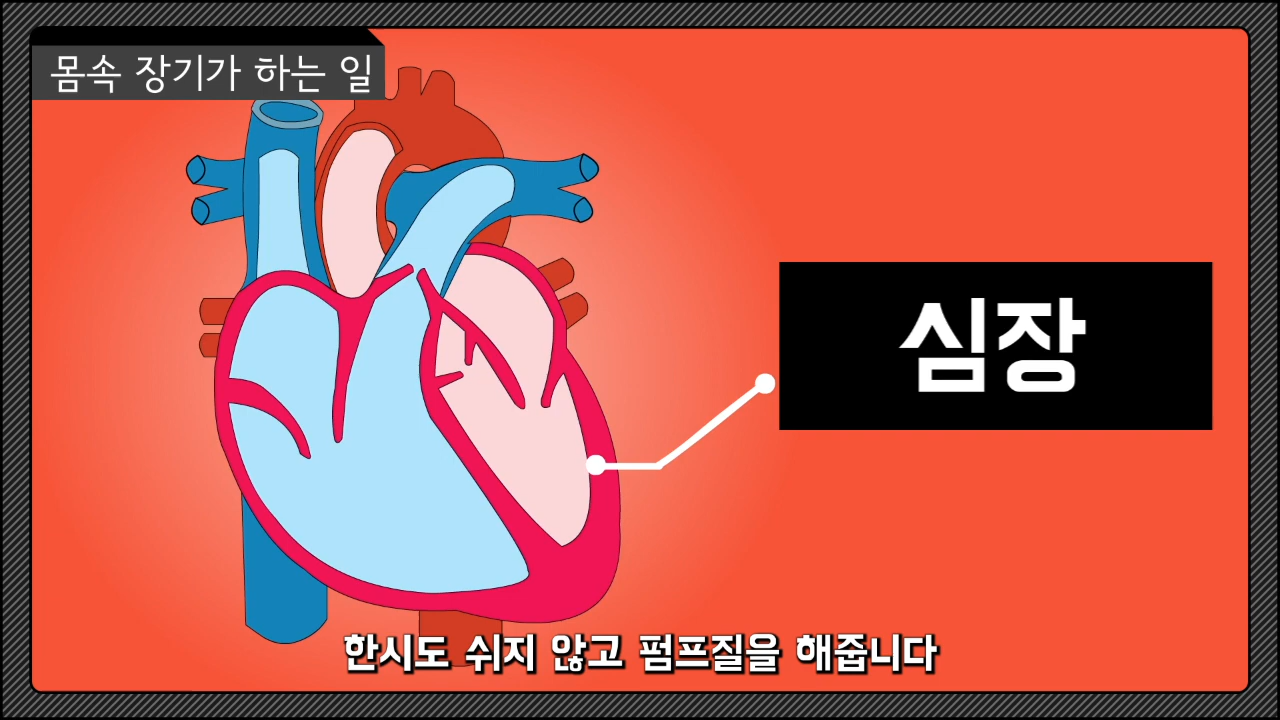 몸속 장기가 하는 일
심장
한시도 쉬지 않고 펌프질을 해줍니다